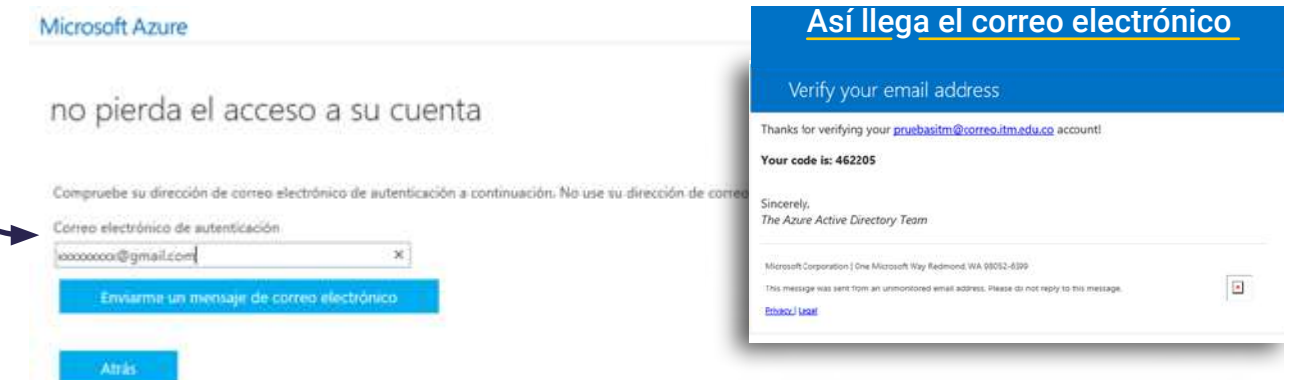 Microsoft Azure
no pierda el acceso a su cuenta
Compruebe su dirección de correo electrónico de autenticación a continuación. No use su dirección de correo
Correo electrónico de autenticación
@gmail.com
Enviarme un mensaje de correo electrónico
Atrás
Así llega el correo electrónico
Verify your email address
Thanks for verifying your pruebasitm@correo.itm.edu.co account!
Your code is: 462205
Sincerely,
The Azure Active Directory Team
Microsoft Corporation | One Microsoft Way Redmond, WA 98052-6399
This message was sent from an unmonitored email address. Please do not reply to this message.
Privacy | Legal